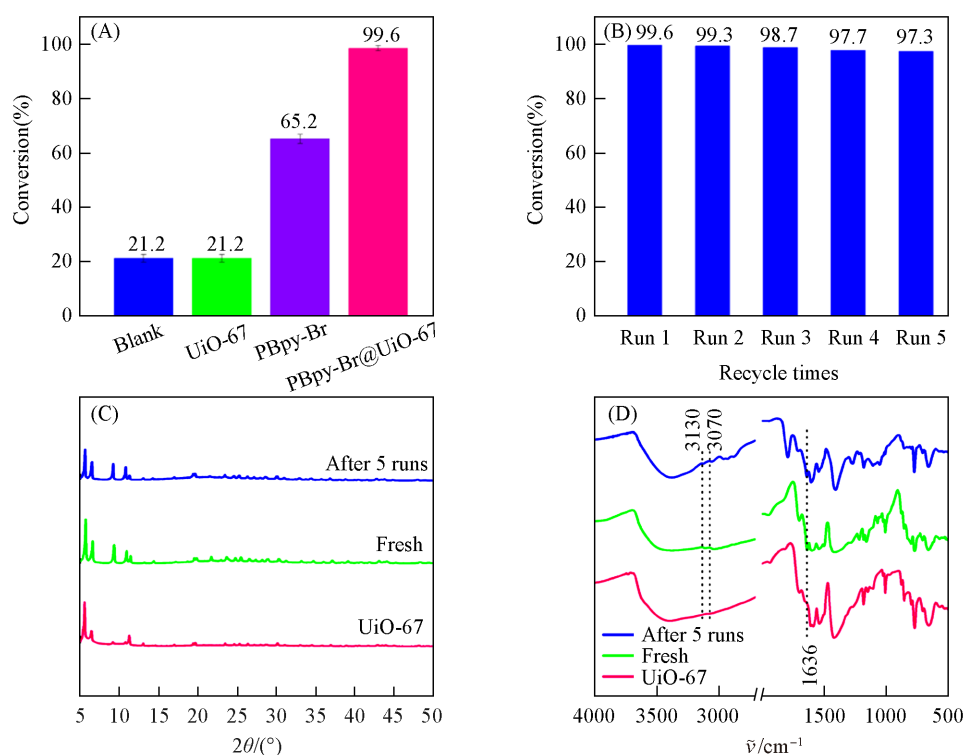 (A)
Conversion(%)
100
80
60
40
20
0
21.2
21.2
65.2
99.6
Blank
UiO-67
PBpy-Br
PBpy-Br@UiO-67
(B)
Conversion(%)
100
80
60
40
20
0
99.6 99.3 98.7 97.7 97.3
Run 1 Run 2 Run 3 Run 4 Run 5
Recycle times
(C)
After 5 runs
Fresh
UiO-67
5 10 15 20 25 30 35 40 45 50
2θ/(°)
(D)
3130
3070
1636
After 5 runs
Fresh
UiO-67
4000 3500 3000 1500 1000 500
ṽ/cm⁻¹